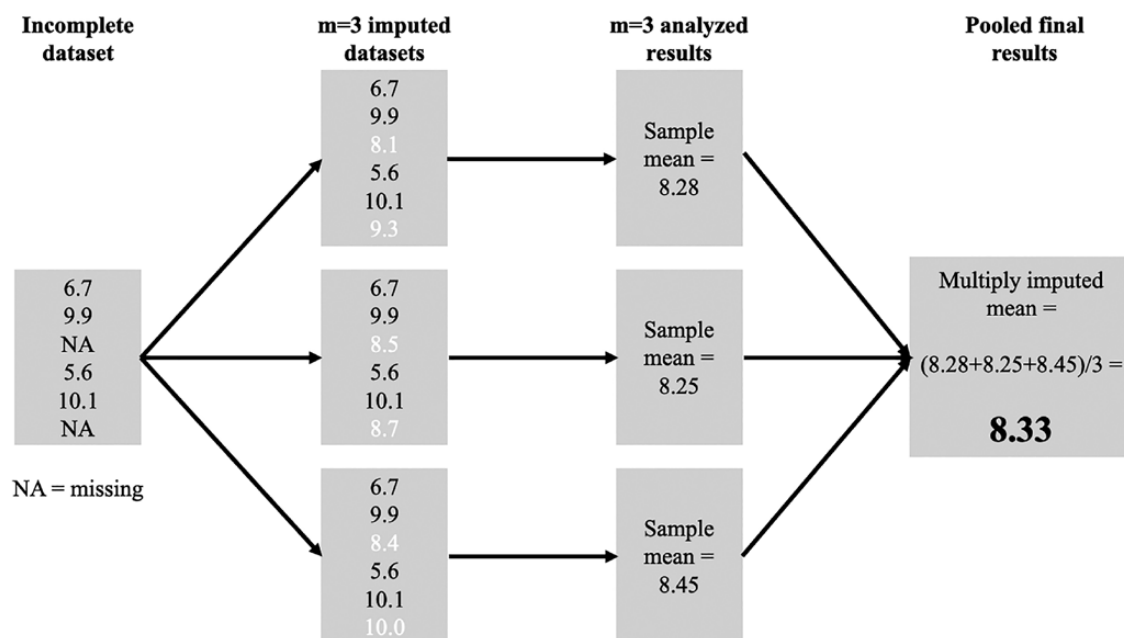 Incomplete
dataset
m=3 imputed
datasets
m=3 analyzed
results
Pooled final
results
6.7
9.9
NA
5.6
10.1
NA
NA = missing
6.7
9.9
8.1
5.6
10.1
9.3
6.7
9.9
8.5
5.6
10.1
8.7
6.7
9.9
8.4
5.6
10.1
10.0
Sample
mean =
8.28
Sample
mean =
8.25
Sample
mean =
8.45
Multiply imputed
mean =
(8.28+8.25+8.45)/3 =
8.33